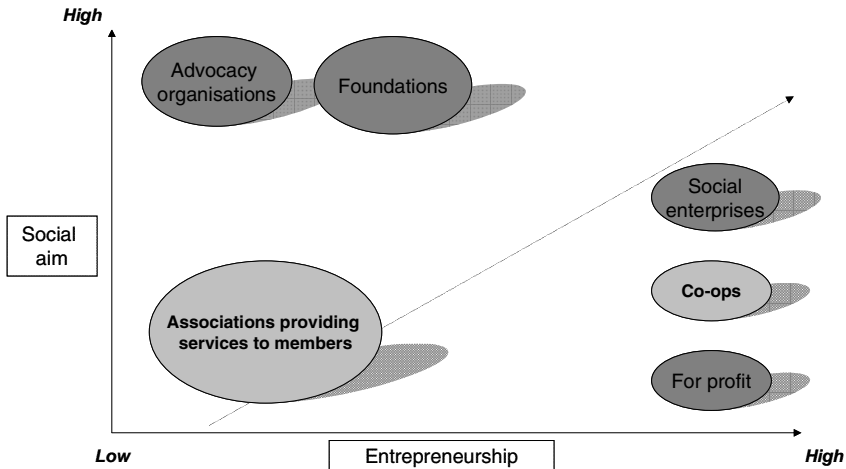 High
Advocacy
organisations
Foundations
Social
enterprises
Social
aim
Co-ops
Associations providing
services to members
For profit
Low
Entrepreneurship
High